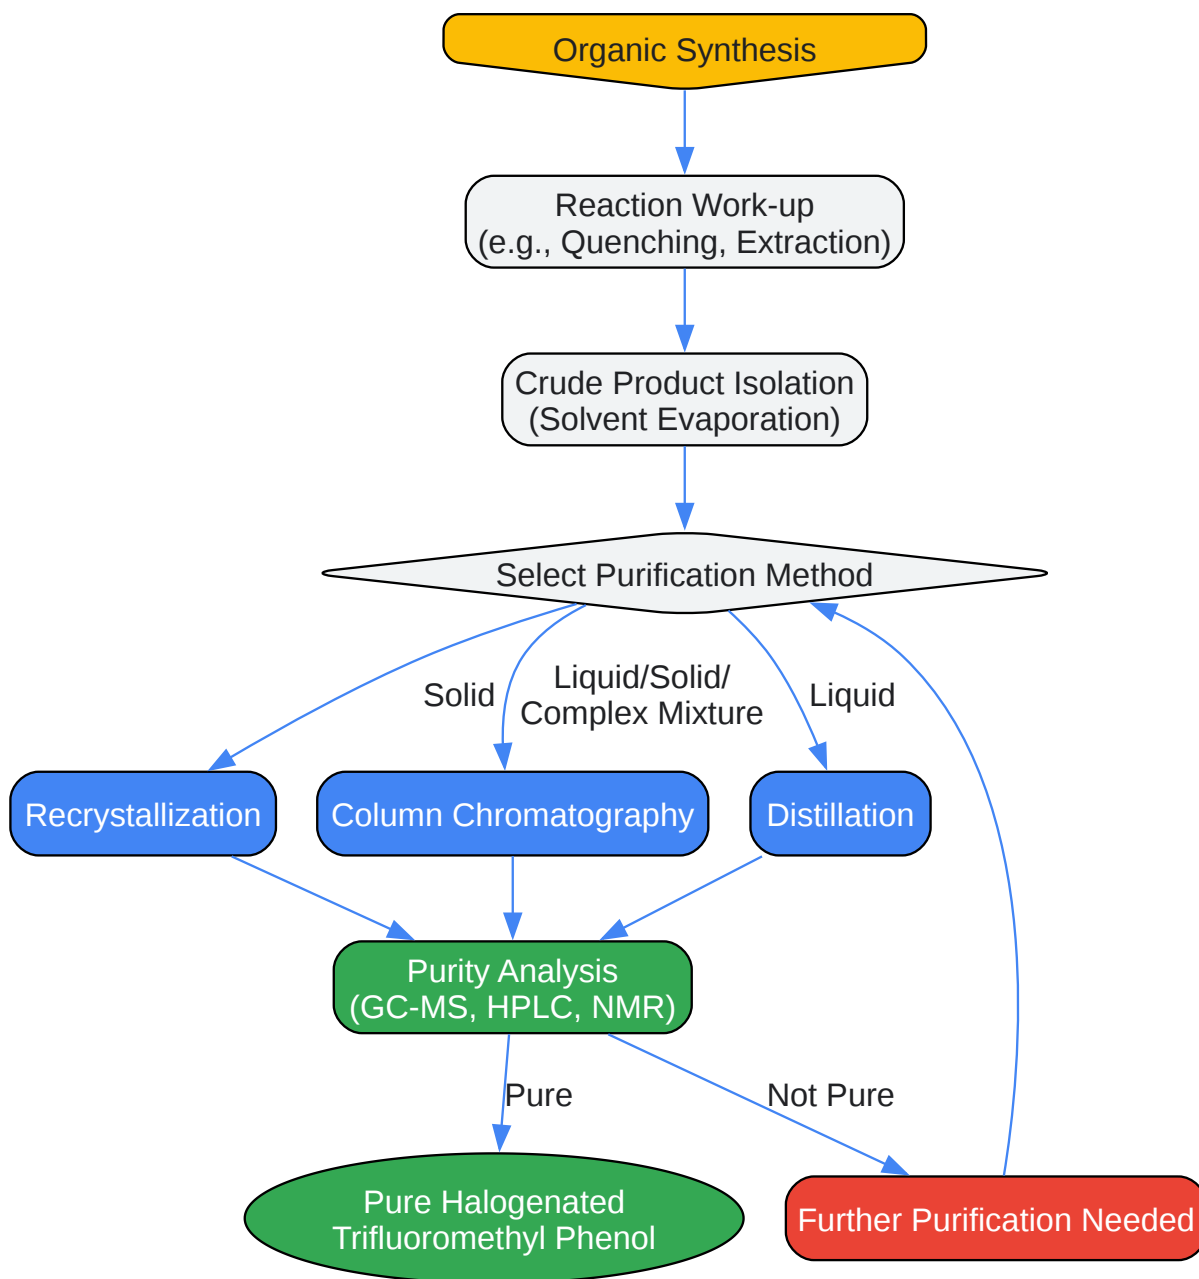 Organic Synthesis
Reaction Work-up
(e.g., Quenching, Extraction)
Crude Product Isolation
(Solvent Evaporation)
Select Purification Method
Solid
Liquid/Solid/
Complex Mixture
Liquid
Recrystallization
Column Chromatography
Distillation
Purity Analysis
(GC-MS, HPLC, NMR)
Pure
Not Pure
Pure Halogenated
Trifluoromethyl Phenol
Further Purification Needed